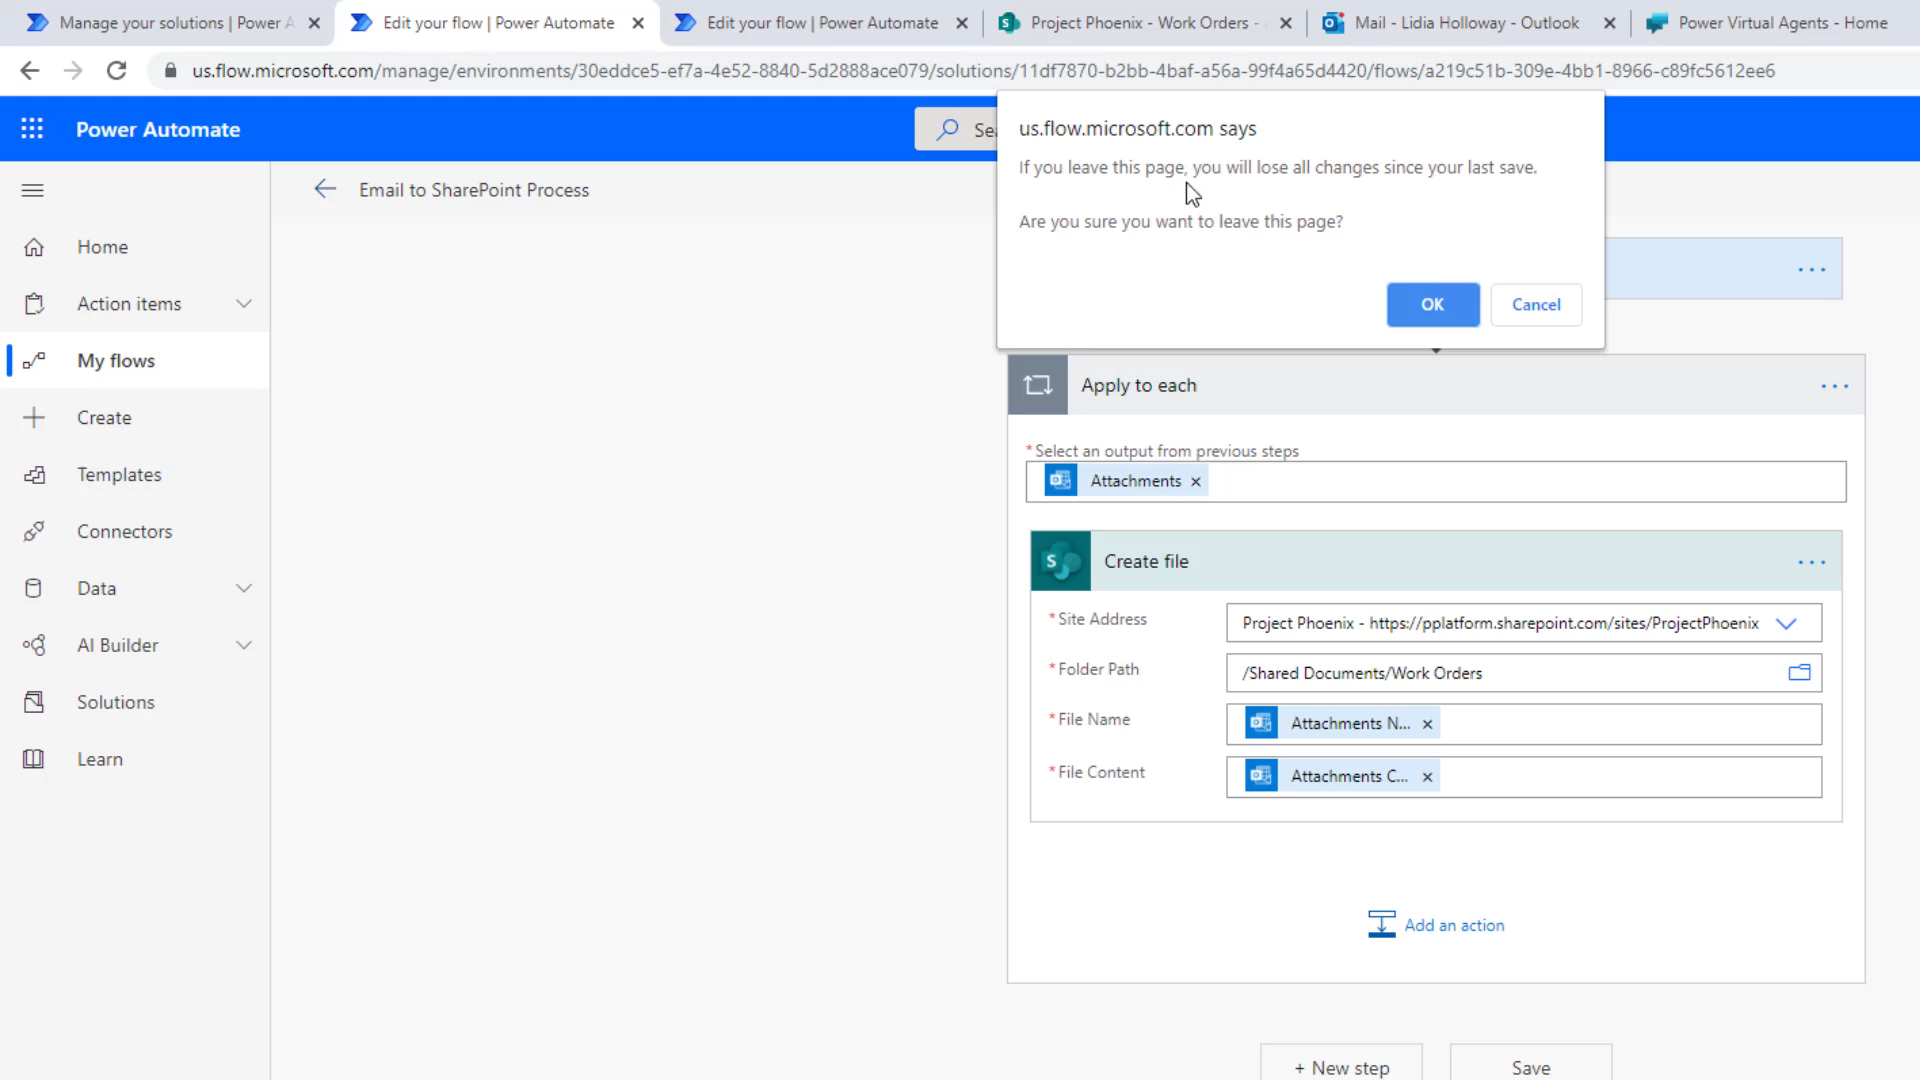 Manage your solutions | Power A
Edit your flow | Power Automate
Edit your flow | Power Automate
Project Phoenix - Work Orders -
Mail - Lidia Holloway - Outlook
Power Virtual Agents - Home
us.flow.microsoft.com/manage/environments/30eddce5-ef7a-4e52-8840-5d2888ace079/solutions/11df7870-b2bb-4baf-a56a-99f4a65d4420/flows/a219c51b-309e-4bb1-8966-c89fc5612ee6
Power Automate
us.flow.microsoft.com says
If you leave this page, you will lose all changes since your last save.
Are you sure you want to leave this page?
OK
Cancel
Email to SharePoint Process
Home
Action items
My flows
Create
Templates
Connectors
Data
AI Builder
Solutions
Learn
Apply to each
* Select an output from previous steps
Attachments
Create file
* Site Address
Project Phoenix - https://pplatform.sharepoint.com/sites/ProjectPhoenix
* Folder Path
/Shared Documents/Work Orders
* File Name
Attachments N...
* File Content
Attachments C...
Add an action
+ New step
Save